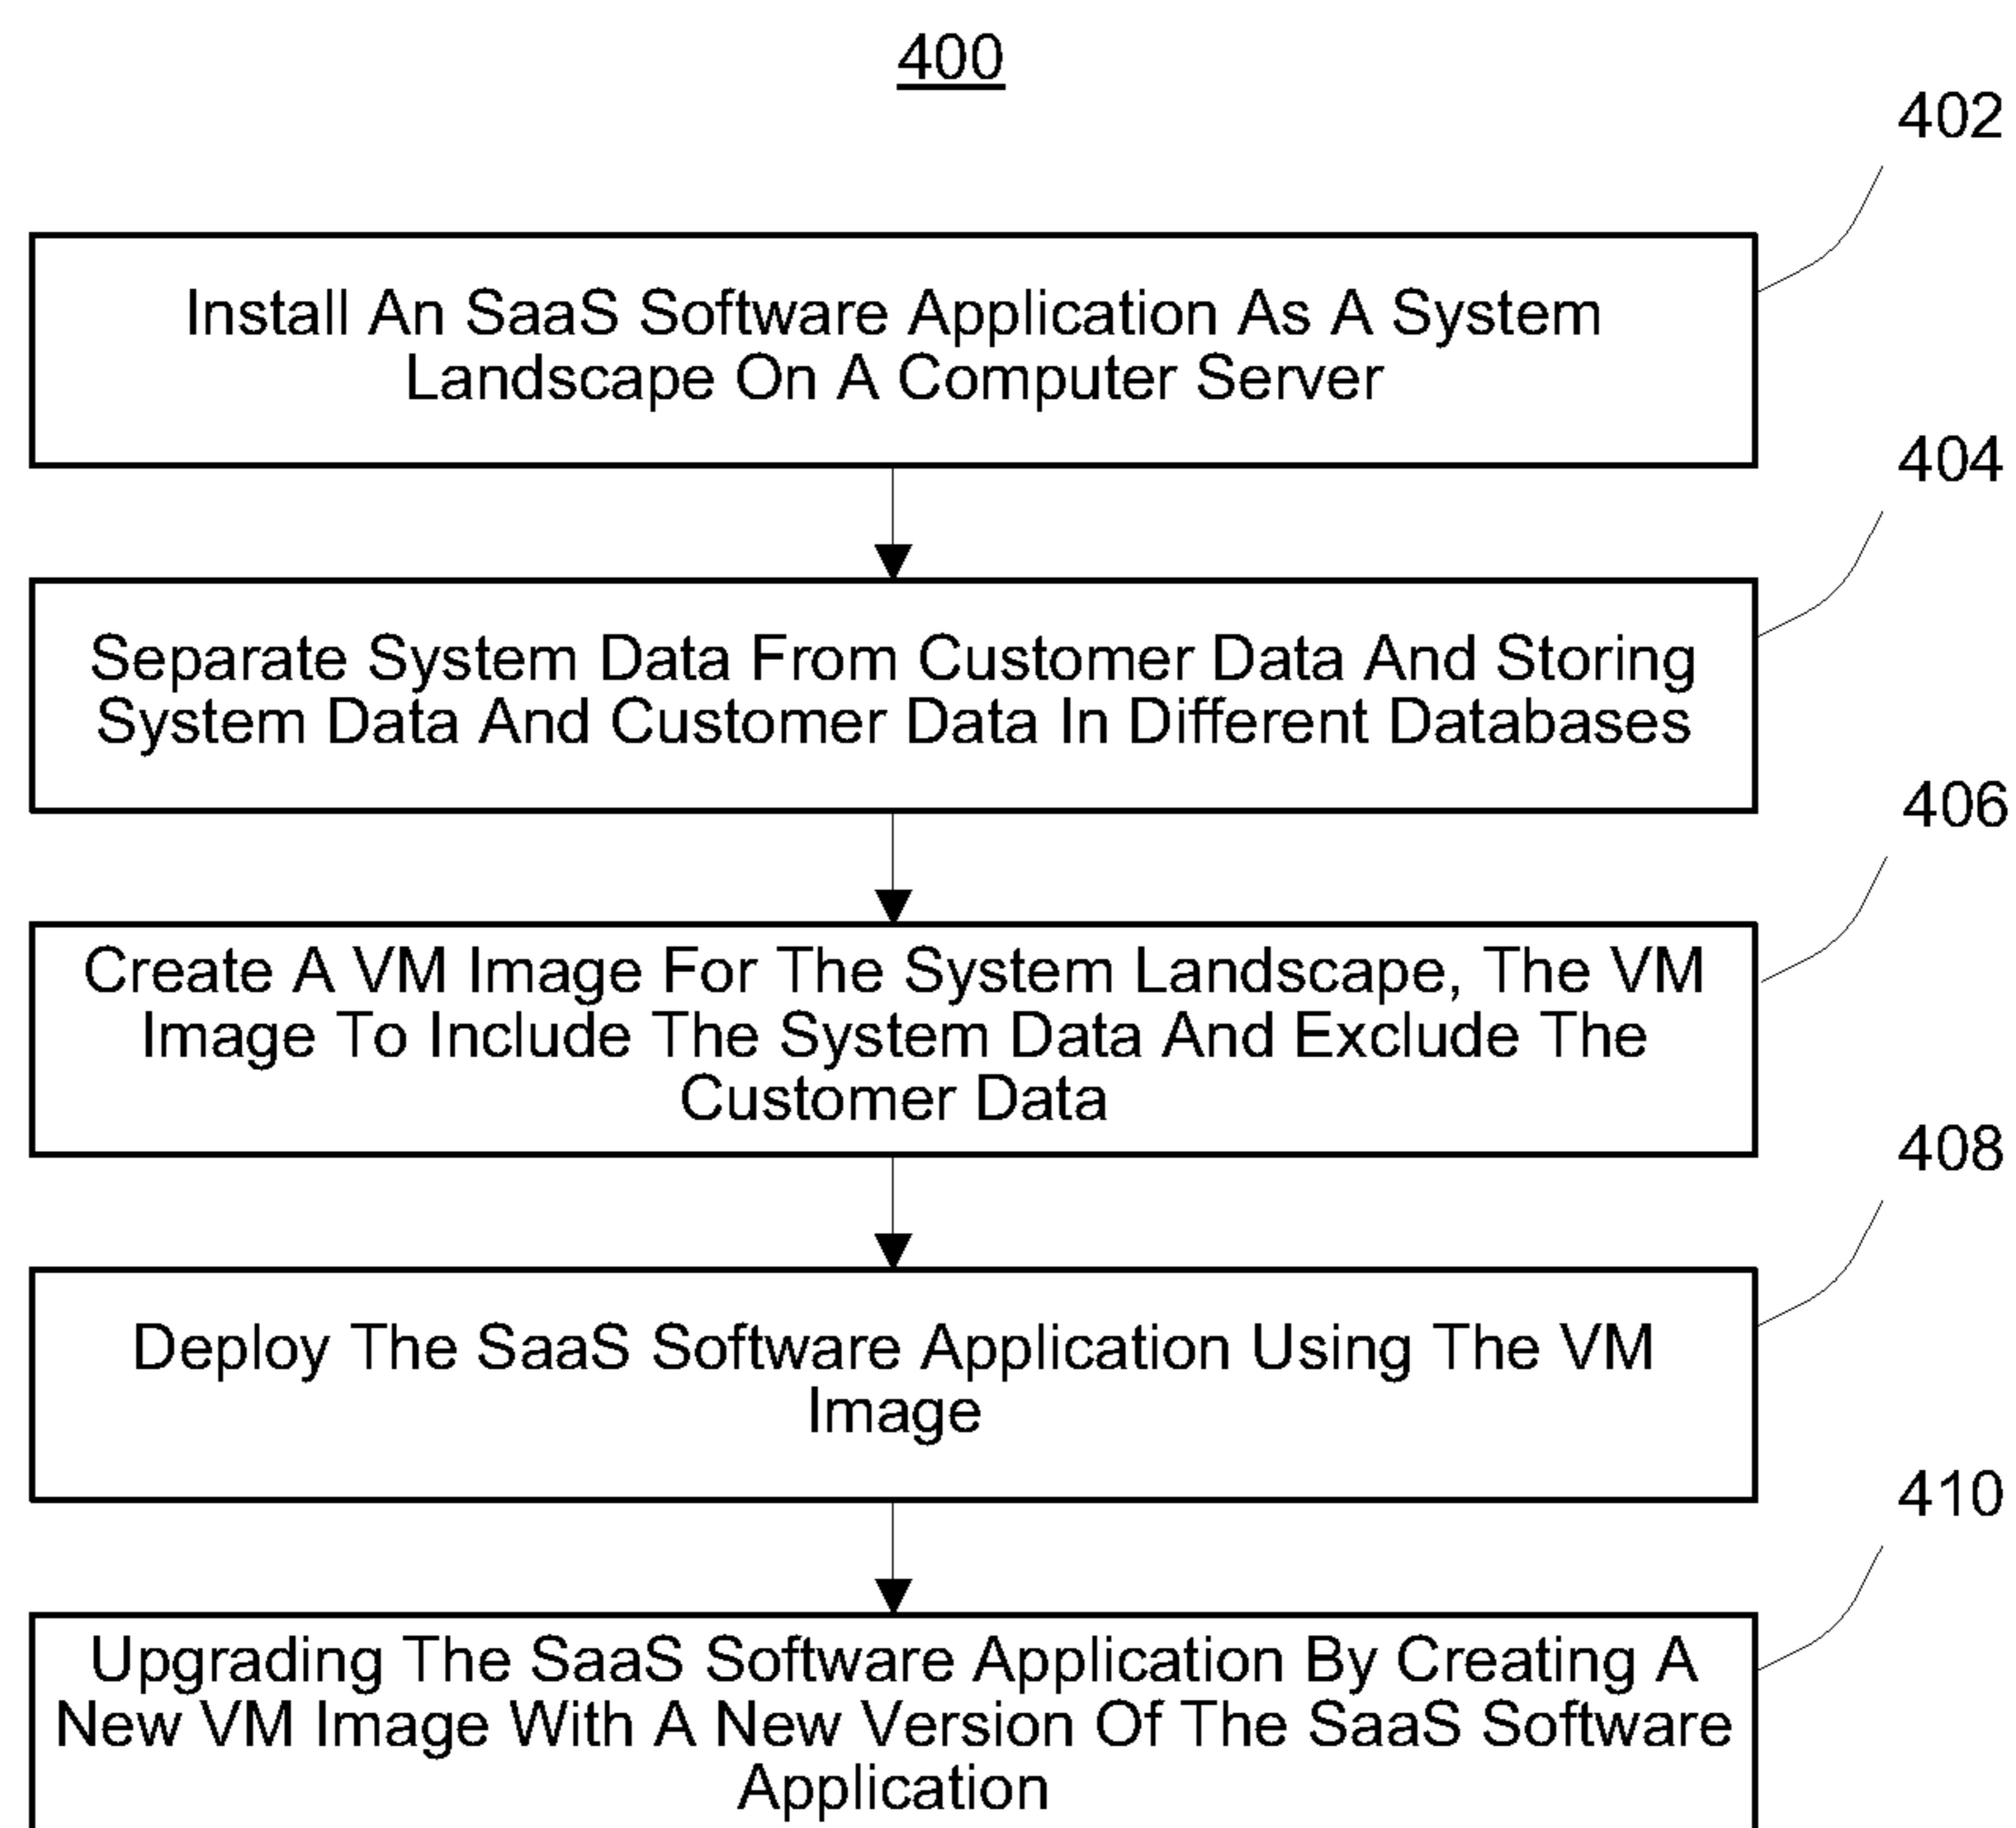 400
402
Install An SaaS Software Application As A System
Landscape On A Computer Server
404
Separate System Data From Customer Data And Storing
System Data And Customer Data In Different Databases
406
Create A VM Image For The System Landscape, The VM
Image To Include The System Data And Exclude The
Customer Data
408
Deploy The SaaS Software Application Using The VM
Image
410
Upgrading The SaaS Software Application By Creating A
New VM Image With A New Version Of The SaaS Software
Application